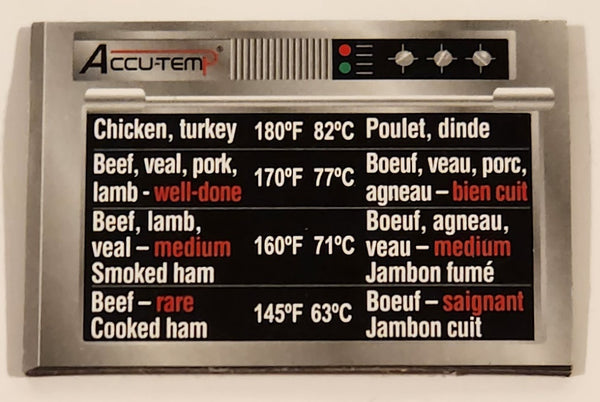 ACCU-TEMP®
Chicken, turkey 180ºF 82ºC Poulet, dinde
Beef, veal, pork, lamb - well-done 170ºF 77ºC Boeuf, veau, porc, agneau – bien cuit
Beef, lamb, veal – medium Smoked ham 160ºF 71ºC Boeuf, agneau, veau – medium Jambon fumé
Beef – rare Cooked ham 145ºF 63ºC Boeuf – saignant Jambon cuit